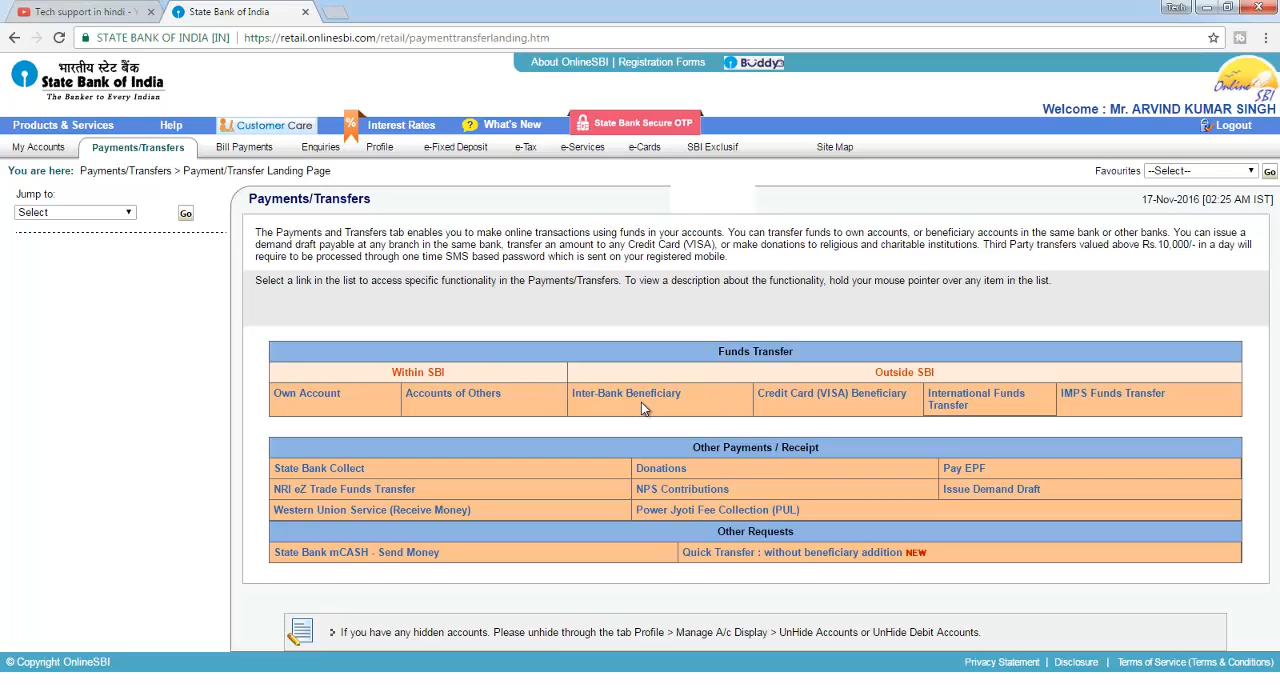 Tech support in hindi - Y
State Bank of India
Tech
STATE BANK OF INDIA [IN] https://retail.onlinesbi.com/retail/paymenttransferlanding.htm
भारतीय स्टेट बैंक
State Bank of India
The Banker to Every Indian
About OnlineSBI | Registration Forms Buddy
Online SBI
Welcome : Mr. ARVIND KUMAR SINGH
Products & Services Help Customer Care % Interest Rates ? What's New State Bank Secure OTP Logout
My Accounts Payments/Transfers Bill Payments Enquiries Profile e-Fixed Deposit e-Tax e-Services e-Cards SBI Exclusif Site Map
You are here: Payments/Transfers > Payment/Transfer Landing Page Favourites --Select-- Go
Jump to:
Select Go
Payments/Transfers 17-Nov-2016 [02:25 AM IST]
The Payments and Transfers tab enables you to make online transactions using funds in your accounts. You can transfer funds to own accounts, or beneficiary accounts in the same bank or other banks. You can issue a
demand draft payable at any branch in the same bank, transfer an amount to any Credit Card (VISA), or make donations to religious and charitable institutions. Third Party transfers valued above Rs.10,000/- in a day will
require to be processed through one time SMS based password which is sent on your registered mobile.
Select a link in the list to access specific functionality in the Payments/Transfers. To view a description about the functionality, hold your mouse pointer over any item in the list.
Funds Transfer
Within SBI Outside SBI
Own Account Accounts of Others Inter-Bank Beneficiary Credit Card (VISA) Beneficiary International Funds Transfer IMPS Funds Transfer
Other Payments / Receipt
State Bank Collect Donations Pay EPF
NRI eZ Trade Funds Transfer NPS Contributions Issue Demand Draft
Western Union Service (Receive Money) Power Jyoti Fee Collection (PUL)
Other Requests
State Bank mCASH - Send Money Quick Transfer : without beneficiary addition NEW
If you have any hidden accounts. Please unhide through the tab Profile > Manage A/c Display > UnHide Accounts or UnHide Debit Accounts.
© Copyright OnlineSBI Privacy Statement | Disclosure | Terms of Service (Terms & Conditions)